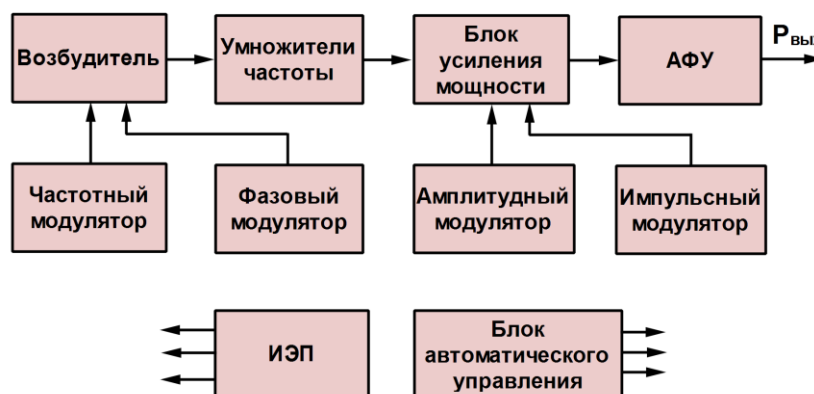 Возбудитель
Умножители
частоты
Блок
усиления
мощности
АФУ
Рвых
Частотный
модулятор
Фазовый
модулятор
Амплитудный
модулятор
Импульсный
модулятор
ИЭП
Блок
автоматического
управления